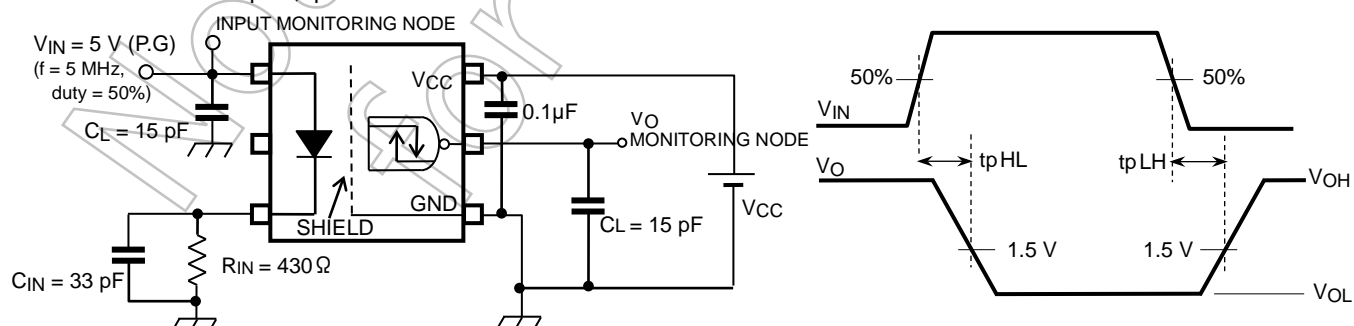 INPUT MONITORING NODE
VIN = 5 V (P.G)
(f = 5 MHz,
duty = 50%)
CL = 15 pF
VCC
0.1μF
VO
MONITORING NODE
GND
SHIELD
CL = 15 pF
VCC
CIN = 33 pF
RIN = 430 Ω
50%
50%
VIN
tpHL
tpLH
VO
VOH
1.5 V
1.5 V
VOL